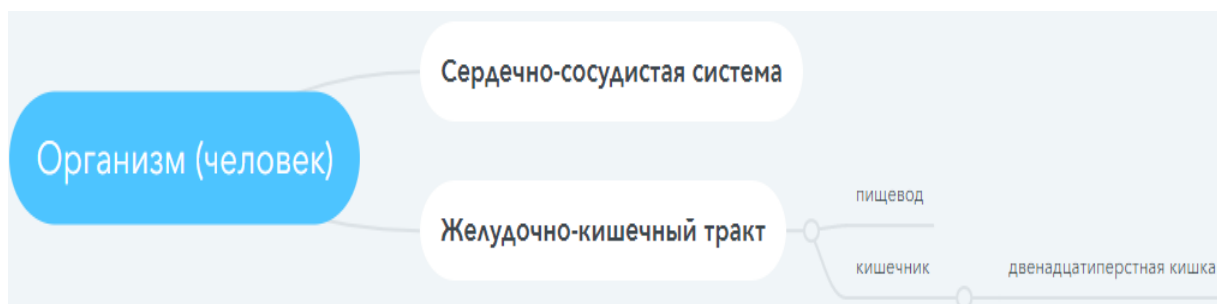 Организм (человек)
Сердечно-сосудистая система
Желудочно-кишечный тракт
пищевод
кишечник
двенадцатиперстная кишка